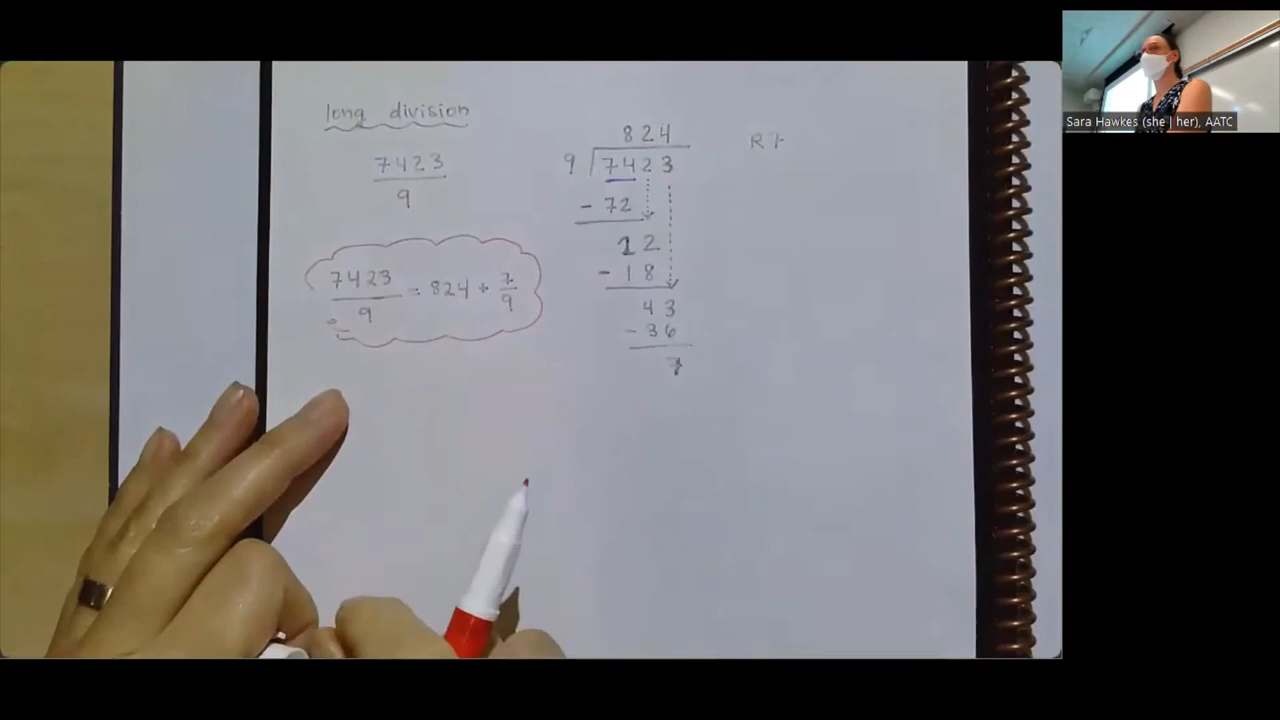 long division
7423
9
7423
9
= 824 + 7/9
824 R7
9 7423
- 72
12
- 18
43
- 36
7
Sara Hawkes (she | her), AATC